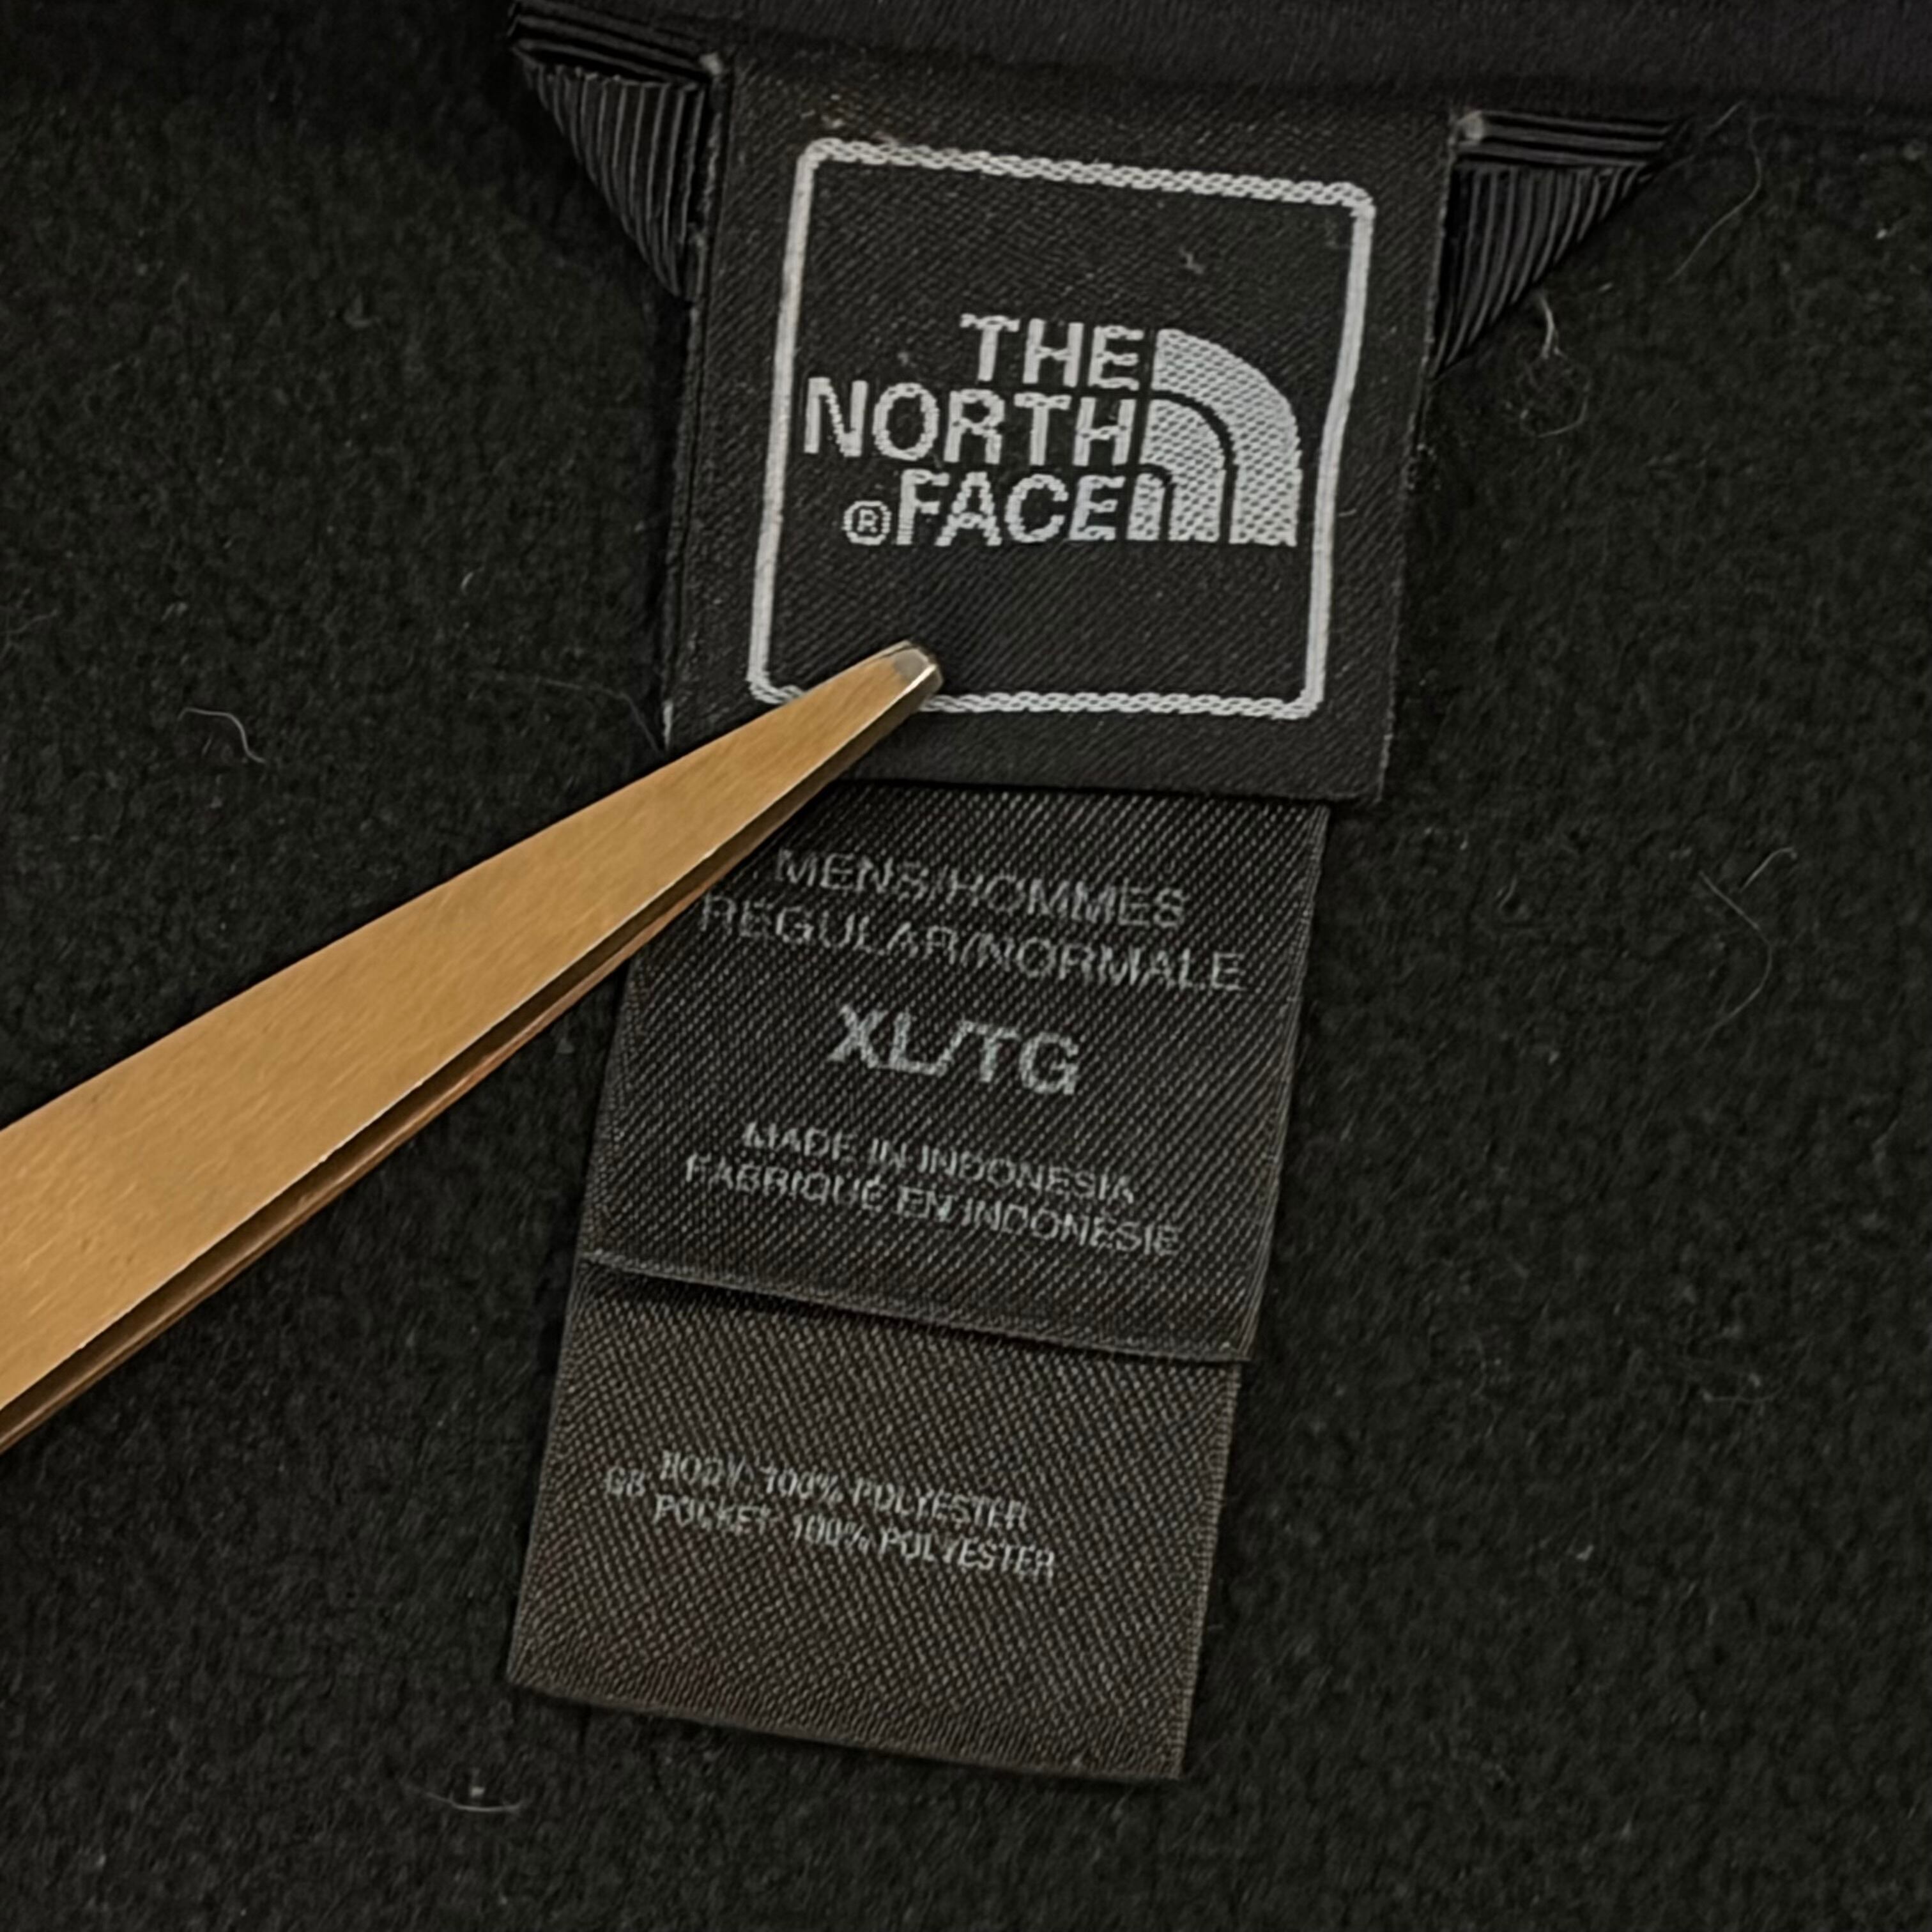 THE
NORTH
®FACE
MENS/HOMMES
REGULAR/NORMALE
XL/TG
MADE IN INDONESIA
FABRIQUÉ EN INDONÉSIE
GB BODY: 100% POLYESTER
POCKET: 100% POLYESTER